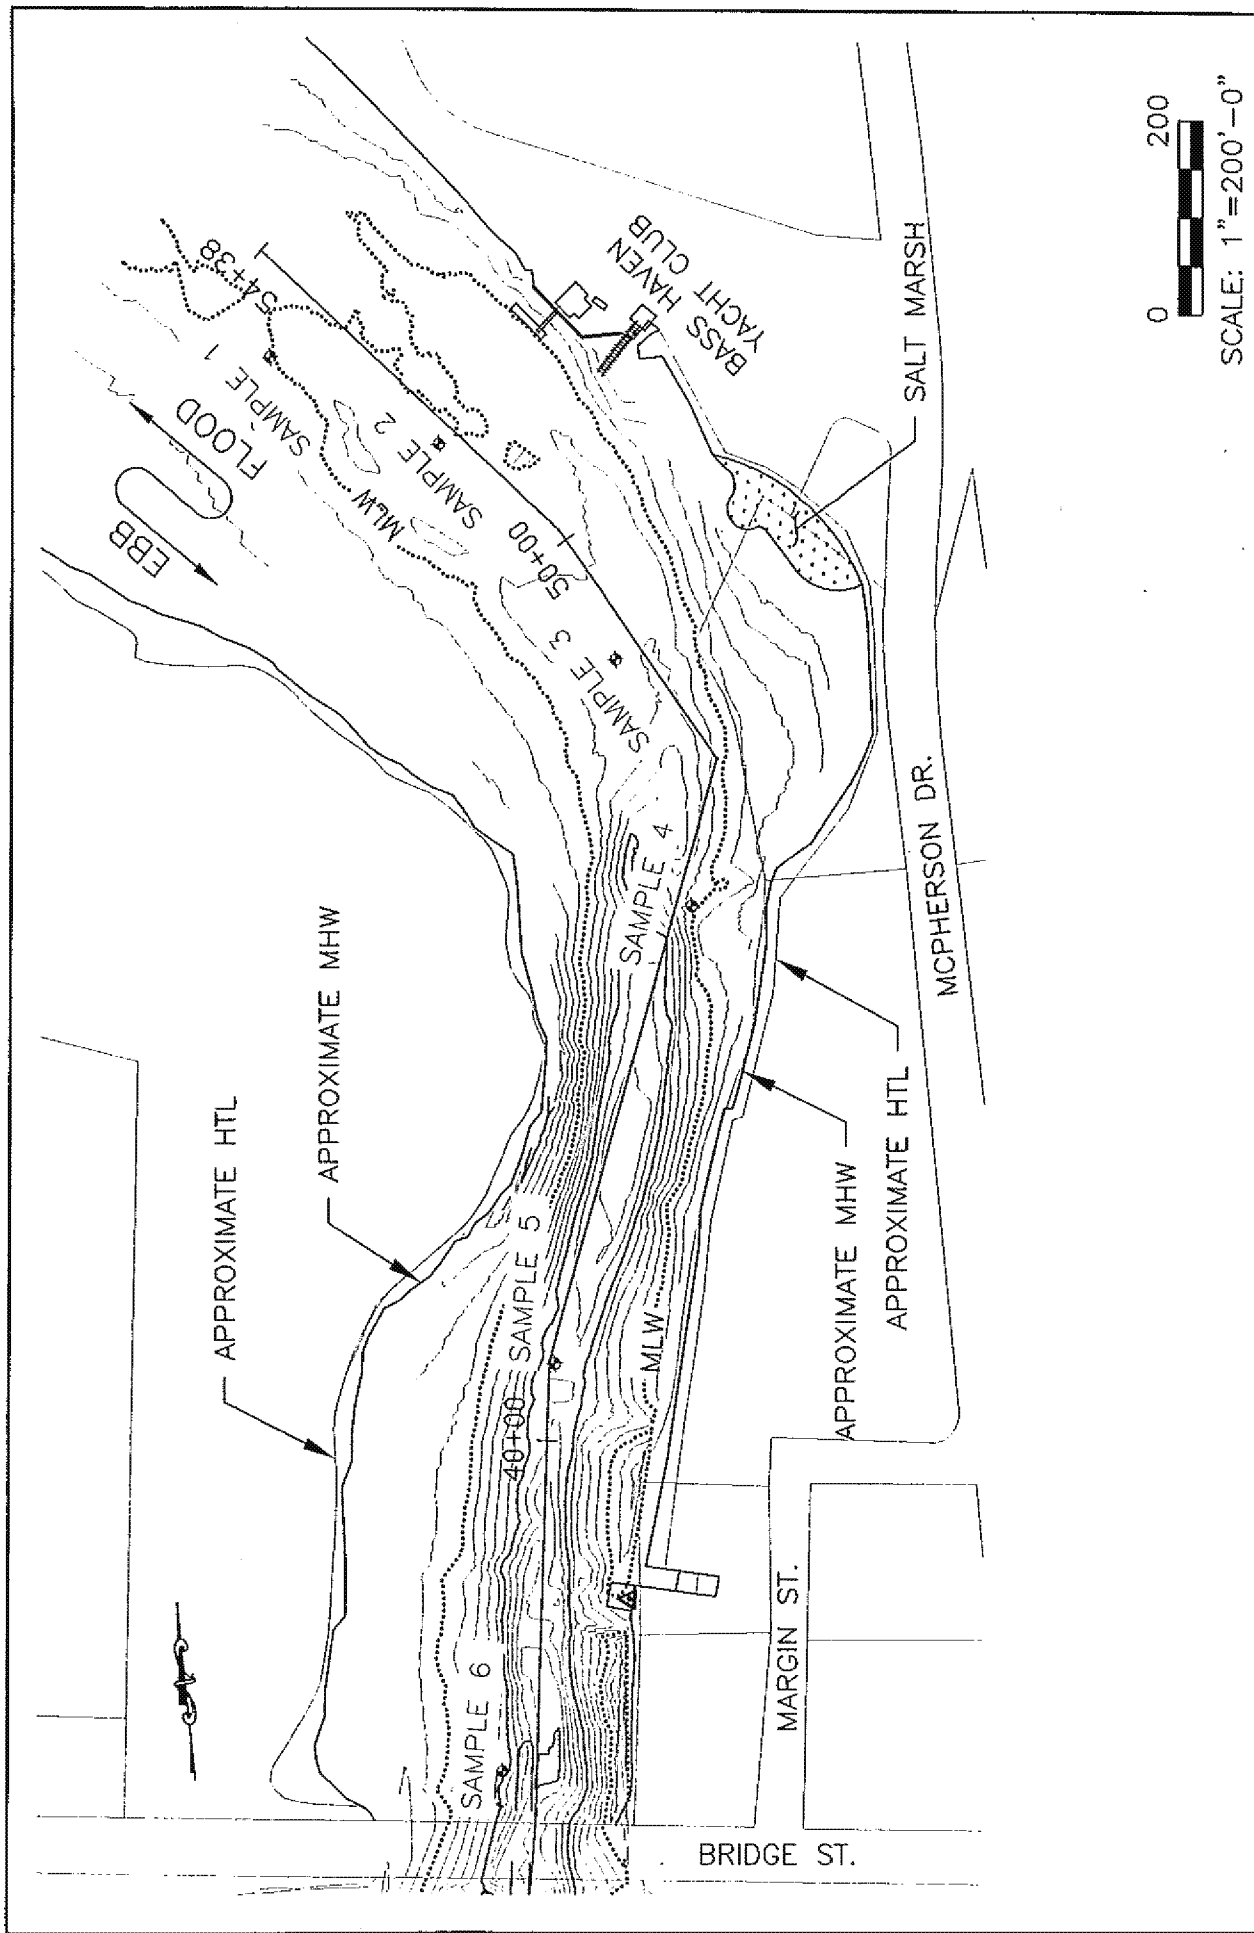 54+38
SAMPLE 1
FLOOD
EBB
MLW
SAMPLE 2
BASS HAVEN
YACHT CLUB
50+00
SAMPLE 3
SALT MARSH
SAMPLE 4
MCPHERSON DR.
APPROXIMATE HTL
APPROXIMATE MHW
SAMPLE 5
40+00
MLW
APPROXIMATE MHW
APPROXIMATE HTL
SAMPLE 6
MARGIN ST.
BRIDGE ST.
0 200
SCALE: 1"=200'-0"